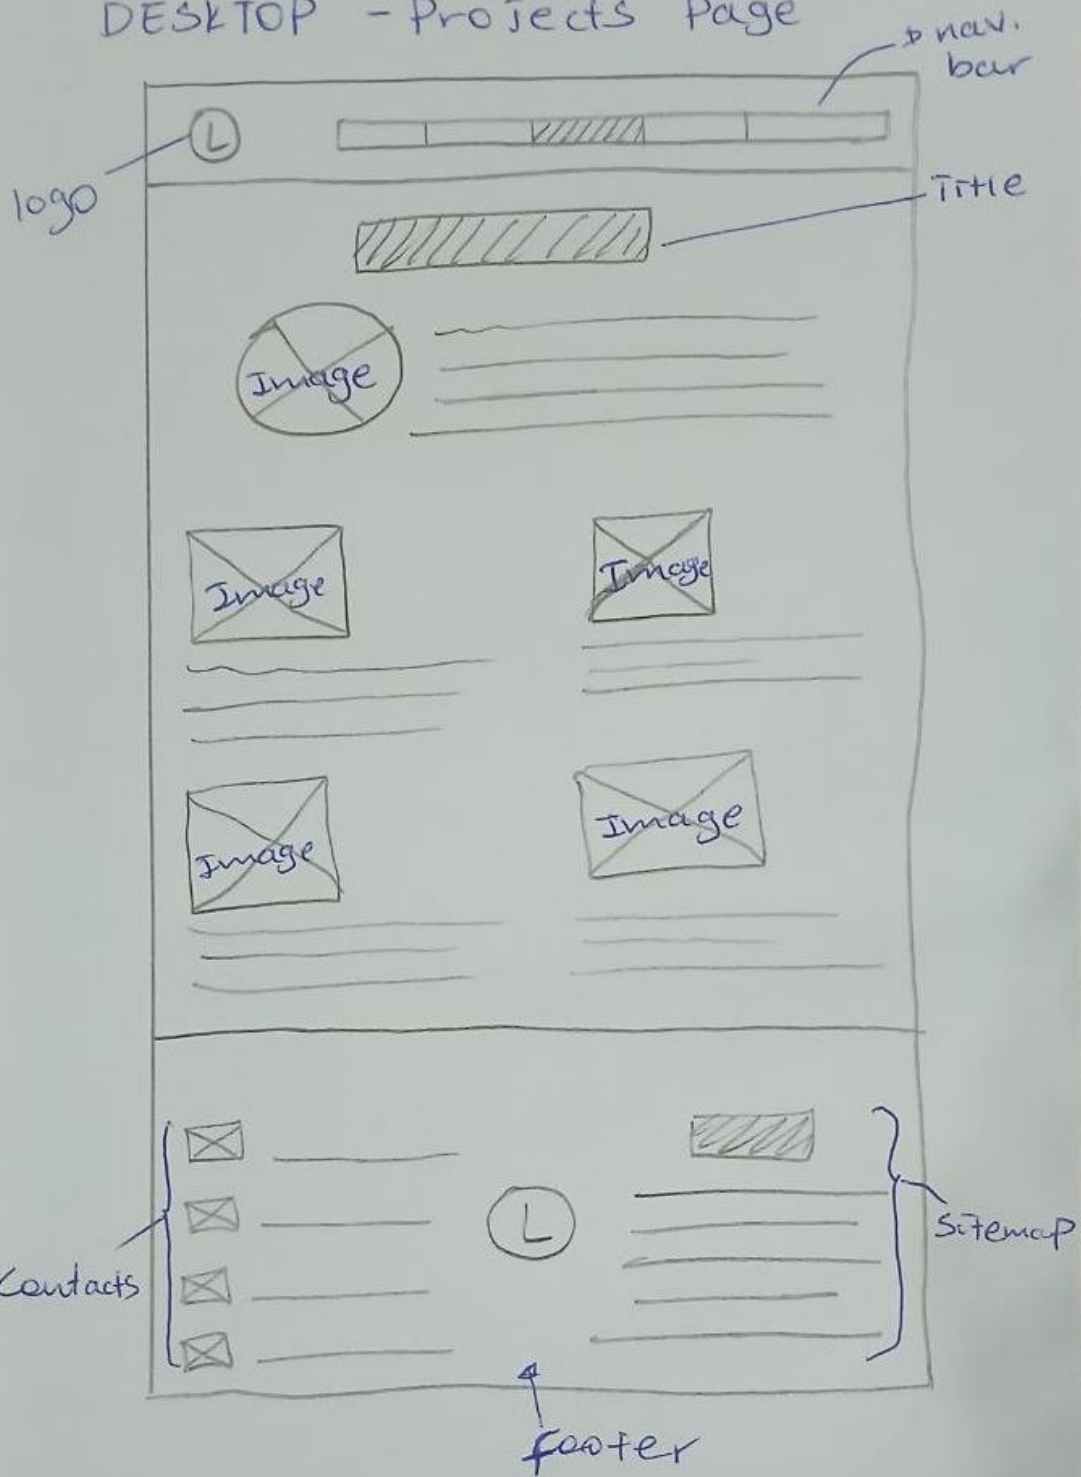 DESKTOP - Projects Page
nav.
bar
L
logo
Title
Image
Image
Image
Image
Image
Contacts
L
Sitemap
footer